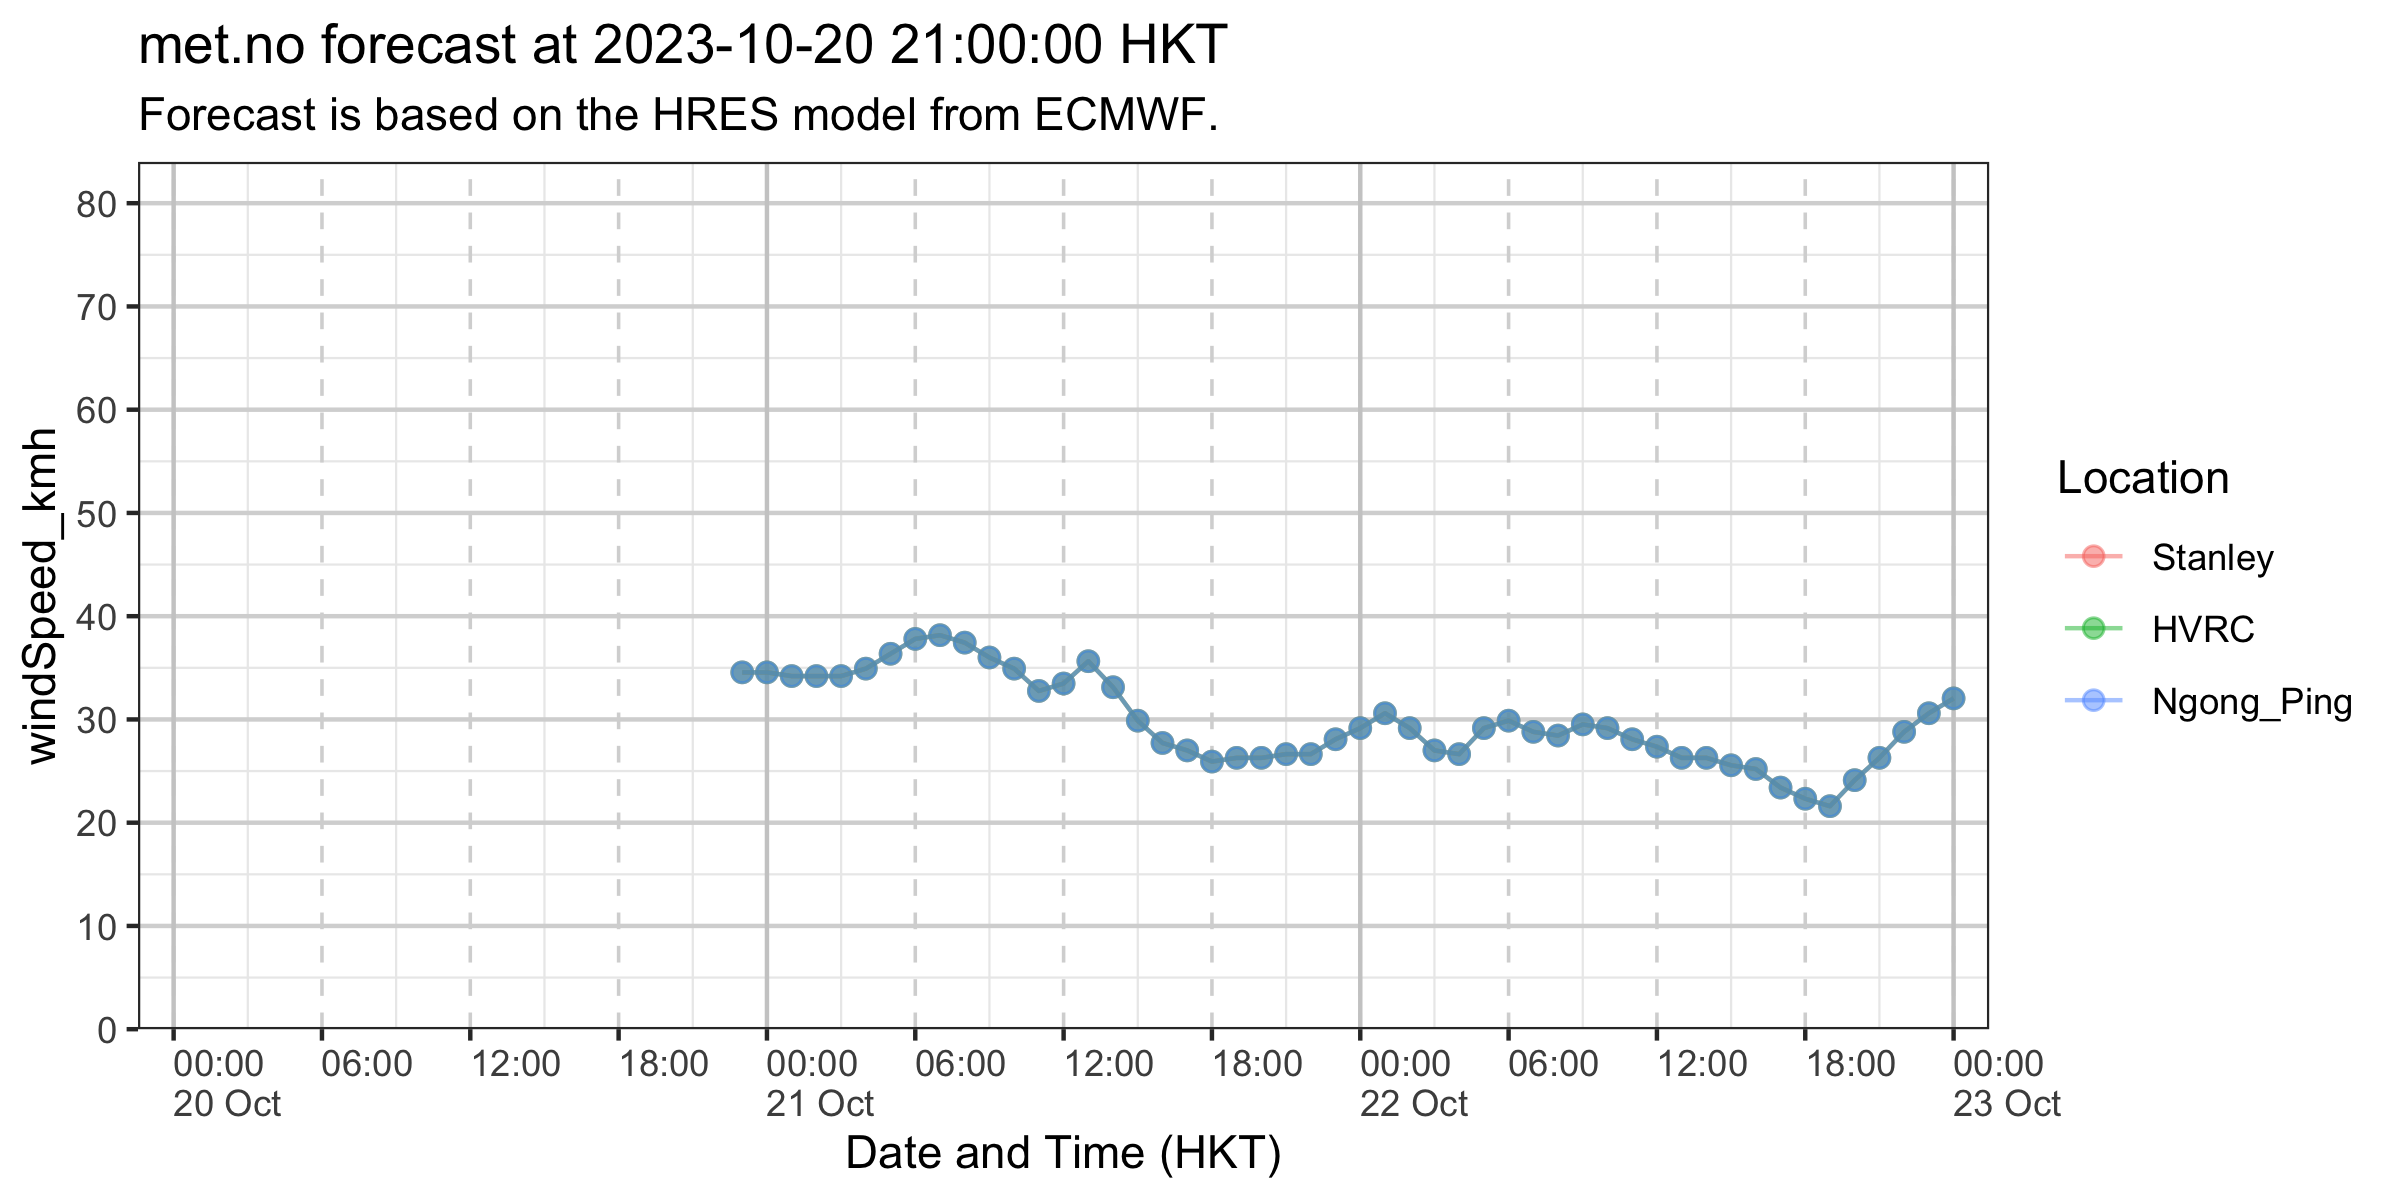 met.no forecast at 2023-10-20 21:00:00 HKT
Forecast is based on the HRES model from ECMWF.
windSpeed_kmh
80
70
60
50
40
30
20
10
0
00:00 06:00 12:00 18:00 00:00 06:00 12:00 18:00 00:00 06:00 12:00 18:00 00:00
20 Oct 21 Oct 22 Oct 23 Oct
Date and Time (HKT)
Location
Stanley
HVRC
Ngong_Ping